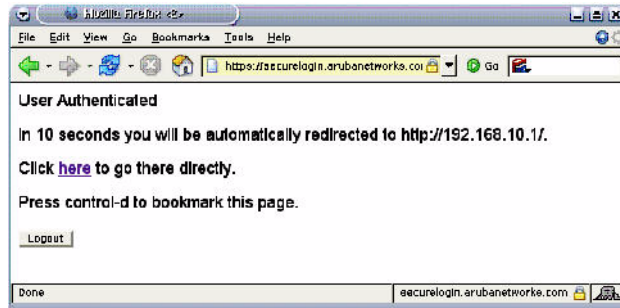 Mozilla Firefox <2>
File Edit View Go Bookmarks Tools Help
https://securelogin.arubanetworks.co
Go
User Authenticated
In 10 seconds you will be automatically redirected to http://192.168.10.1/.
Click here to go there directly.
Press control-d to bookmark this page.
Logout
Done
securelogin.arubanetworks.com